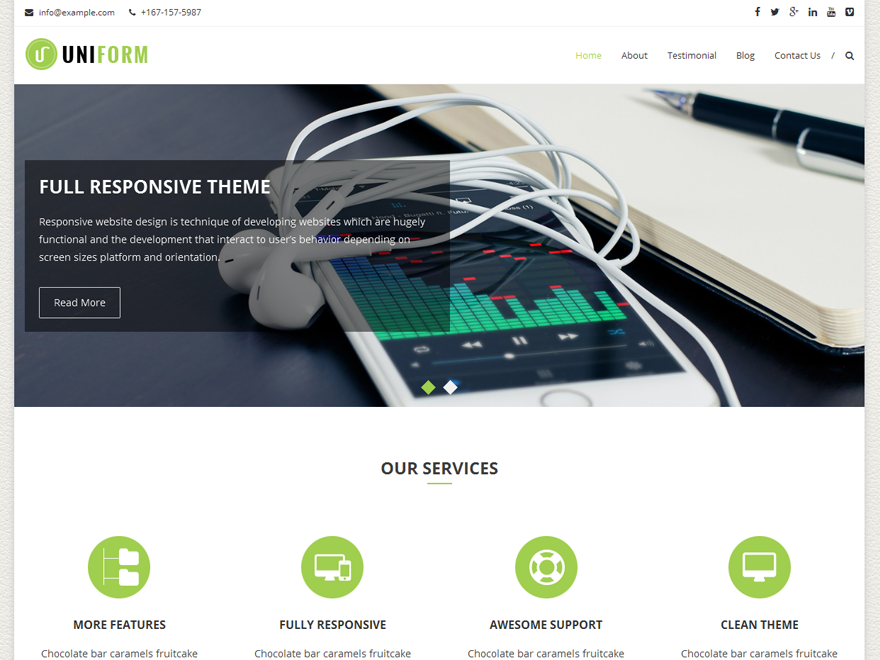 info@example.com +167-157-5987
UNIFORM
Home About Testimonial Blog Contact Us /
FULL RESPONSIVE THEME
Responsive website design is technique of developing websites which are hugely
functional and the development that interact to user's behavior depending on
screen sizes platform and orientation.
Read More
OUR SERVICES
MORE FEATURES FULLY RESPONSIVE AWESOME SUPPORT CLEAN THEME
Chocolate bar caramels fruitcake Chocolate bar caramels fruitcake Chocolate bar caramels fruitcake Chocolate bar caramels fruitcake